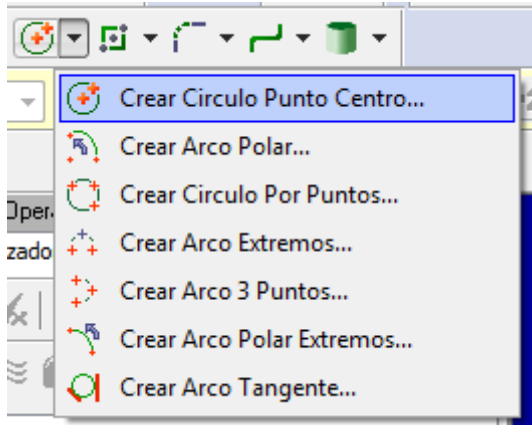 Crear Circulo Punto Centro...
Crear Arco Polar...
Crear Circulo Por Puntos...
Crear Arco Extremos...
Crear Arco 3 Puntos...
Crear Arco Polar Extremos...
Crear Arco Tangente...